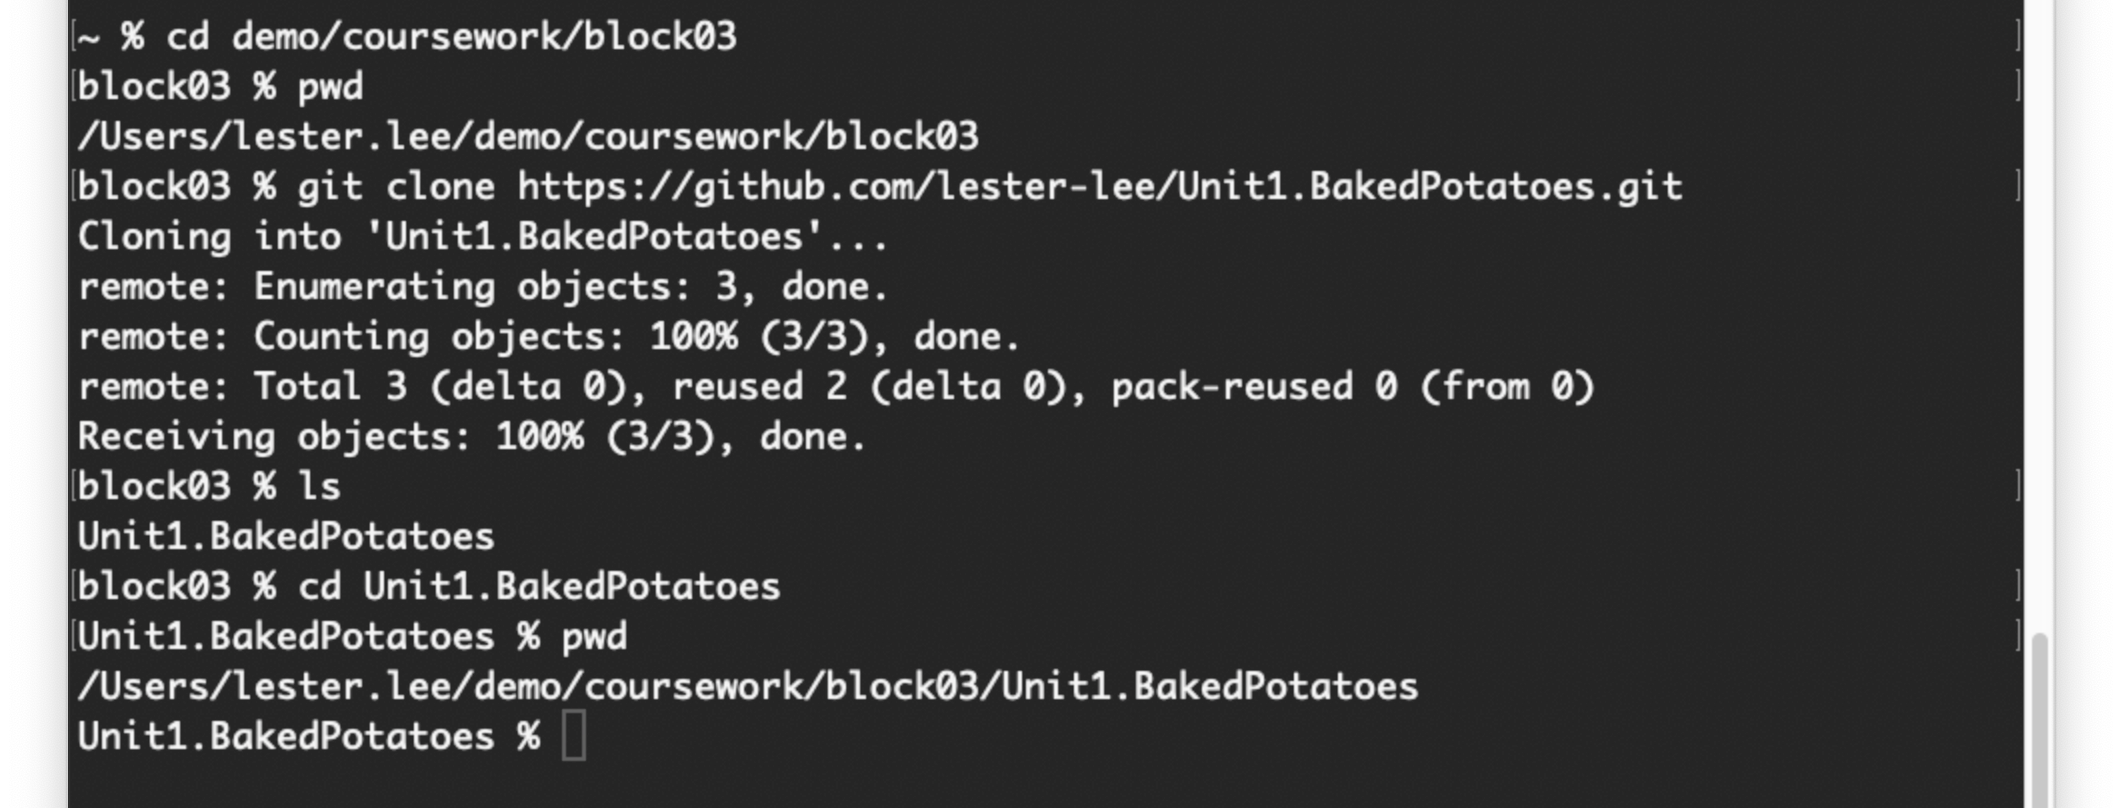 ~ % cd demo/coursework/block03
block03 % pwd
/Users/lester.lee/demo/coursework/block03
block03 % git clone https://github.com/lester-lee/Unit1.BakedPotatoes.git
Cloning into 'Unit1.BakedPotatoes'...
remote: Enumerating objects: 3, done.
remote: Counting objects: 100% (3/3), done.
remote: Total 3 (delta 0), reused 2 (delta 0), pack-reused 0 (from 0)
Receiving objects: 100% (3/3), done.
block03 % ls
Unit1.BakedPotatoes
block03 % cd Unit1.BakedPotatoes
Unit1.BakedPotatoes % pwd
/Users/lester.lee/demo/coursework/block03/Unit1.BakedPotatoes
Unit1.BakedPotatoes %